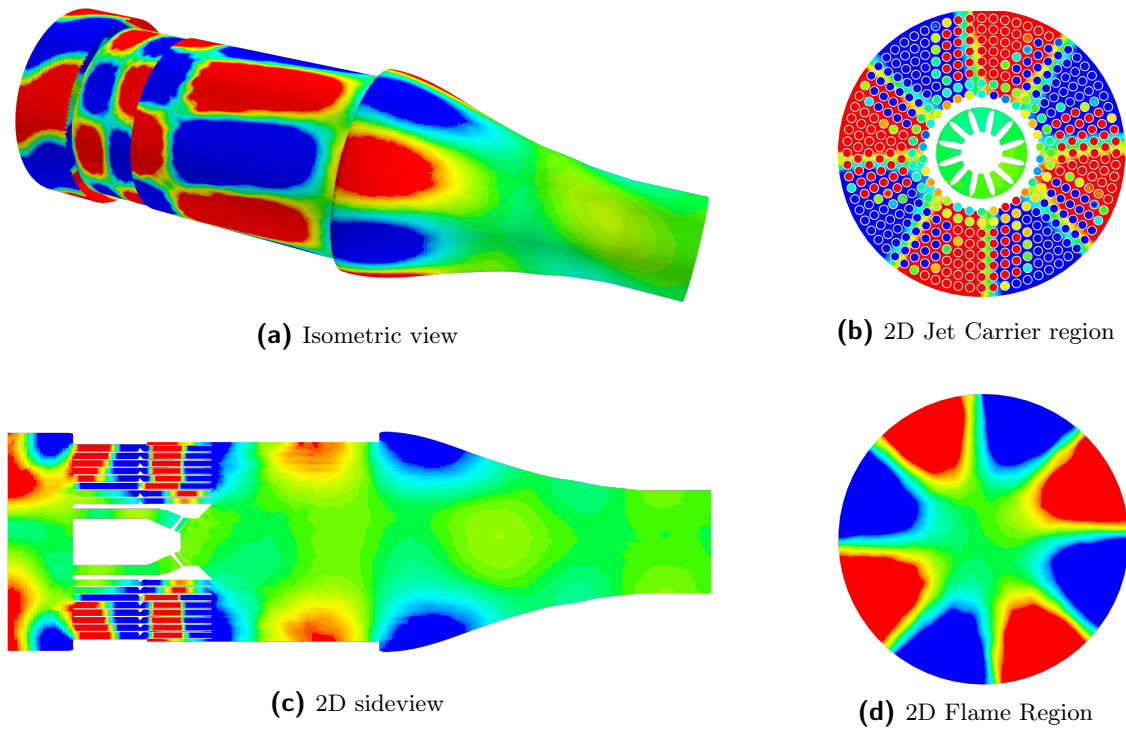 (a) Isometric view
(b) 2D Jet Carrier region
(c) 2D sideview
(d) 2D Flame Region